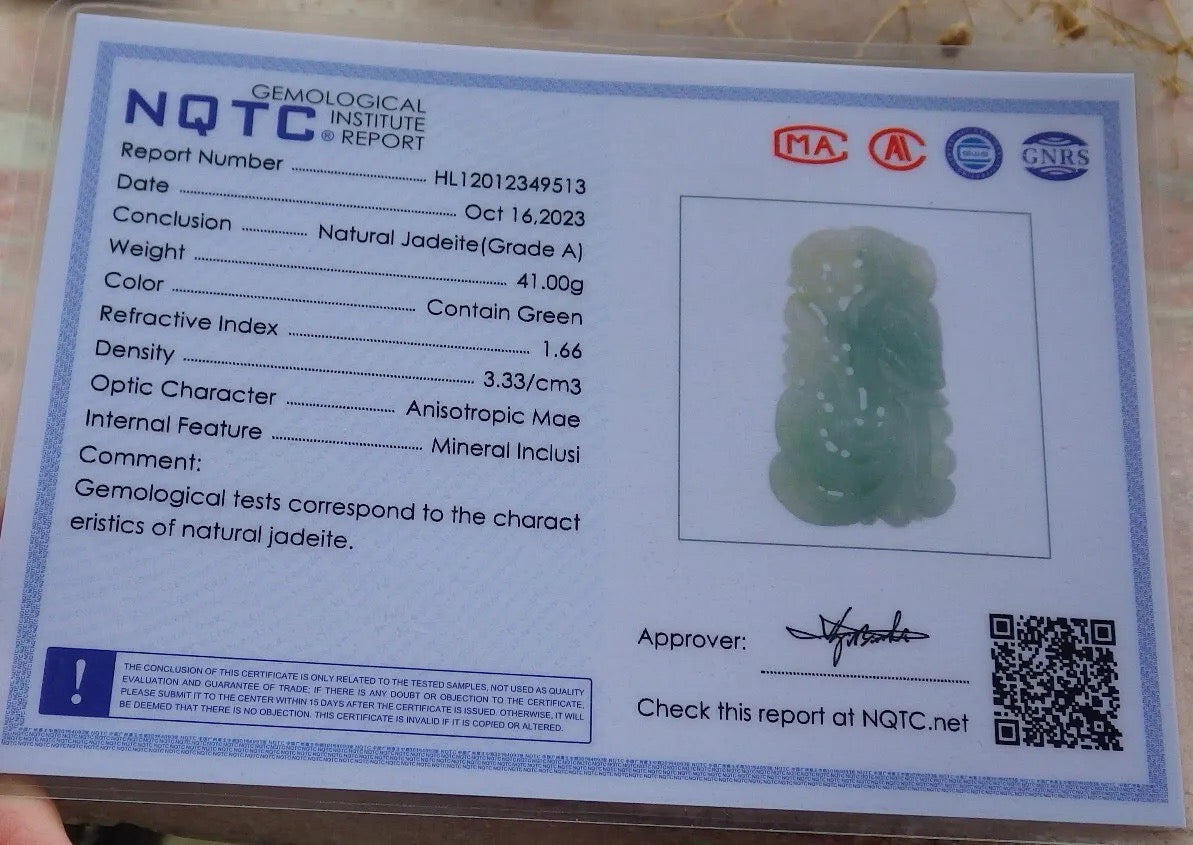 NQTC® GEMOLOGICAL
INSTITUTE
REPORT
Report Number HL12012349513
Date Oct 16,2023
Conclusion Natural Jadeite(Grade A)
Weight 41.00g
Color Contain Green
Refractive Index 1.66
Density 3.33/cm3
Optic Character Anisotropic Mae
Internal Feature Mineral Inclusi
Comment:
Gemological tests correspond to the charact
eristics of natural jadeite.
!
THE CONCLUSION OF THIS CERTIFICATE IS ONLY RELATED TO THE TESTED SAMPLES, NOT USED AS QUALITY
EVALUATION AND GUARANTEE OF TRADE; IF THERE IS ANY DOUBT OR OBJECTION TO THE CERTIFICATE,
PLEASE SUBMIT IT TO THE CENTER WITHIN 15 DAYS AFTER THE CERTIFICATE IS ISSUED. OTHERWISE, IT WILL
BE DEEMED THAT THERE IS NO OBJECTION. THIS CERTIFICATE IS INVALID IF IT IS COPIED OR ALTERED.
MA
GNRS
Approver:
Check this report at NQTC.net